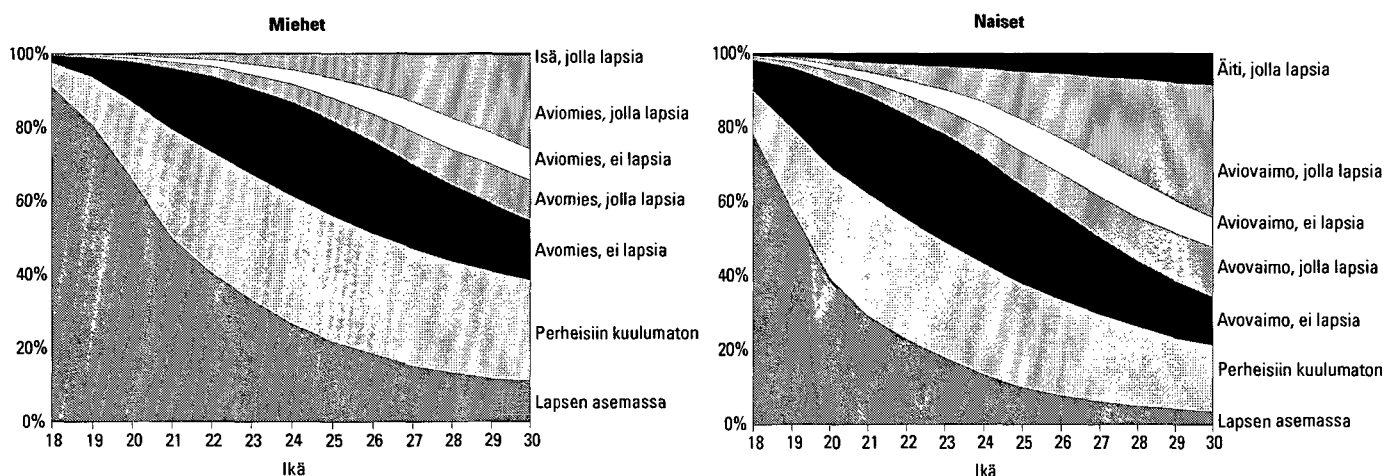 Miehet
100%
80%
60%
40%
20%
0%
18 19 20 21 22 23 24 25 26 27 28 29 30
Ikä
Isä, jolla lapsia
Aviomies, jolla lapsia
Aviomies, ei lapsia
Avomies, jolla lapsia
Avomies, ei lapsia
Perheisiin kuulumaton
Lapsen asemassa
Naiset
100%
80%
60%
40%
20%
0%
18 19 20 21 22 23 24 25 26 27 28 29 30
Ikä
Äiti, jolla lapsia
Aviovaimo, jolla lapsia
Aviovaimo, ei lapsia
Avovaimo, jolla lapsia
Avovaimo, ei lapsia
Perheisiin kuulumaton
Lapsen asemassa